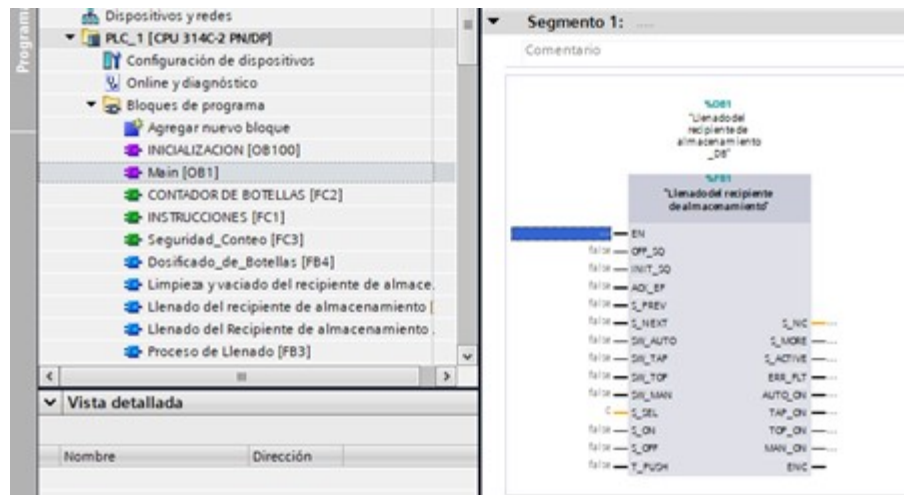 Programa
Dispositivos y redes
PLC_1 [CPU 314C-2 PN/DP]
Configuración de dispositivos
Online y diagnóstico
Bloques de programa
Agregar nuevo bloque
INICIALIZACION [OB100]
Main [OB1]
CONTADOR DE BOTELLAS [FC2]
INSTRUCCIONES [FC1]
Seguridad_Conteo [FC3]
Dosificado_de_Botellas [FB4]
Limpieza y vaciado del recipiente de almace.
Llenado del recipiente de almacenamiento [
Llenado del Recipiente de almacenamiento .
Proceso de Llenado [FB3]
Vista detallada
Nombre Dirección
Segmento 1: ....
Comentario
"Llenado del
recipiente de
almacenamiento
_DB"
%FB1
"Llenado del recipiente
de almacenamiento"
EN
false OFF_SQ
false INIT_SQ
false ACK_EF
false S_PREV
false S_NEXT S_NO ...
false SW_AUTO S_MORE ...
false SW_TAP S_ACTIVE ...
false SW_TOP ERR_FLT ...
false SW_MAN AUTO_ON ...
S_SEL TAP_ON ...
false S_ON TOP_ON ...
false S_OFF MAN_ON ...
false T_PUSH ENO